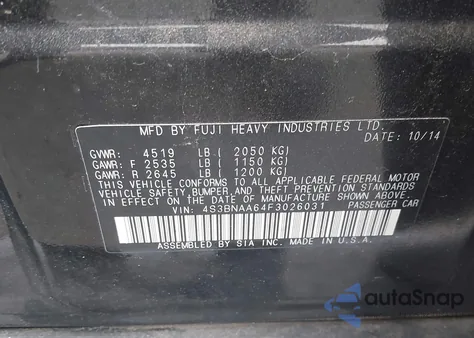 MFD BY FUJI HEAVY INDUSTRIES LTD.
DATE: 10/14
GVWR: 4519 LB ( 2050 KG)
GAWR: F 2535 LB ( 1150 KG)
GAWR: R 2645 LB ( 1200 KG)
THIS VEHICLE CONFORMS TO ALL APPLICABLE FEDERAL MOTOR
VEHICLE SAFETY BUMPER, AND THEFT PREVENTION STANDARDS
IN EFFECT ON THE DATE OF MANUFACTURE SHOWN ABOVE.
VIN: 4S3BNAA64F3026031 PASSENGER CAR
ASSEMBLED BY SIA INC. MADE IN U.S.A.
autoSnap